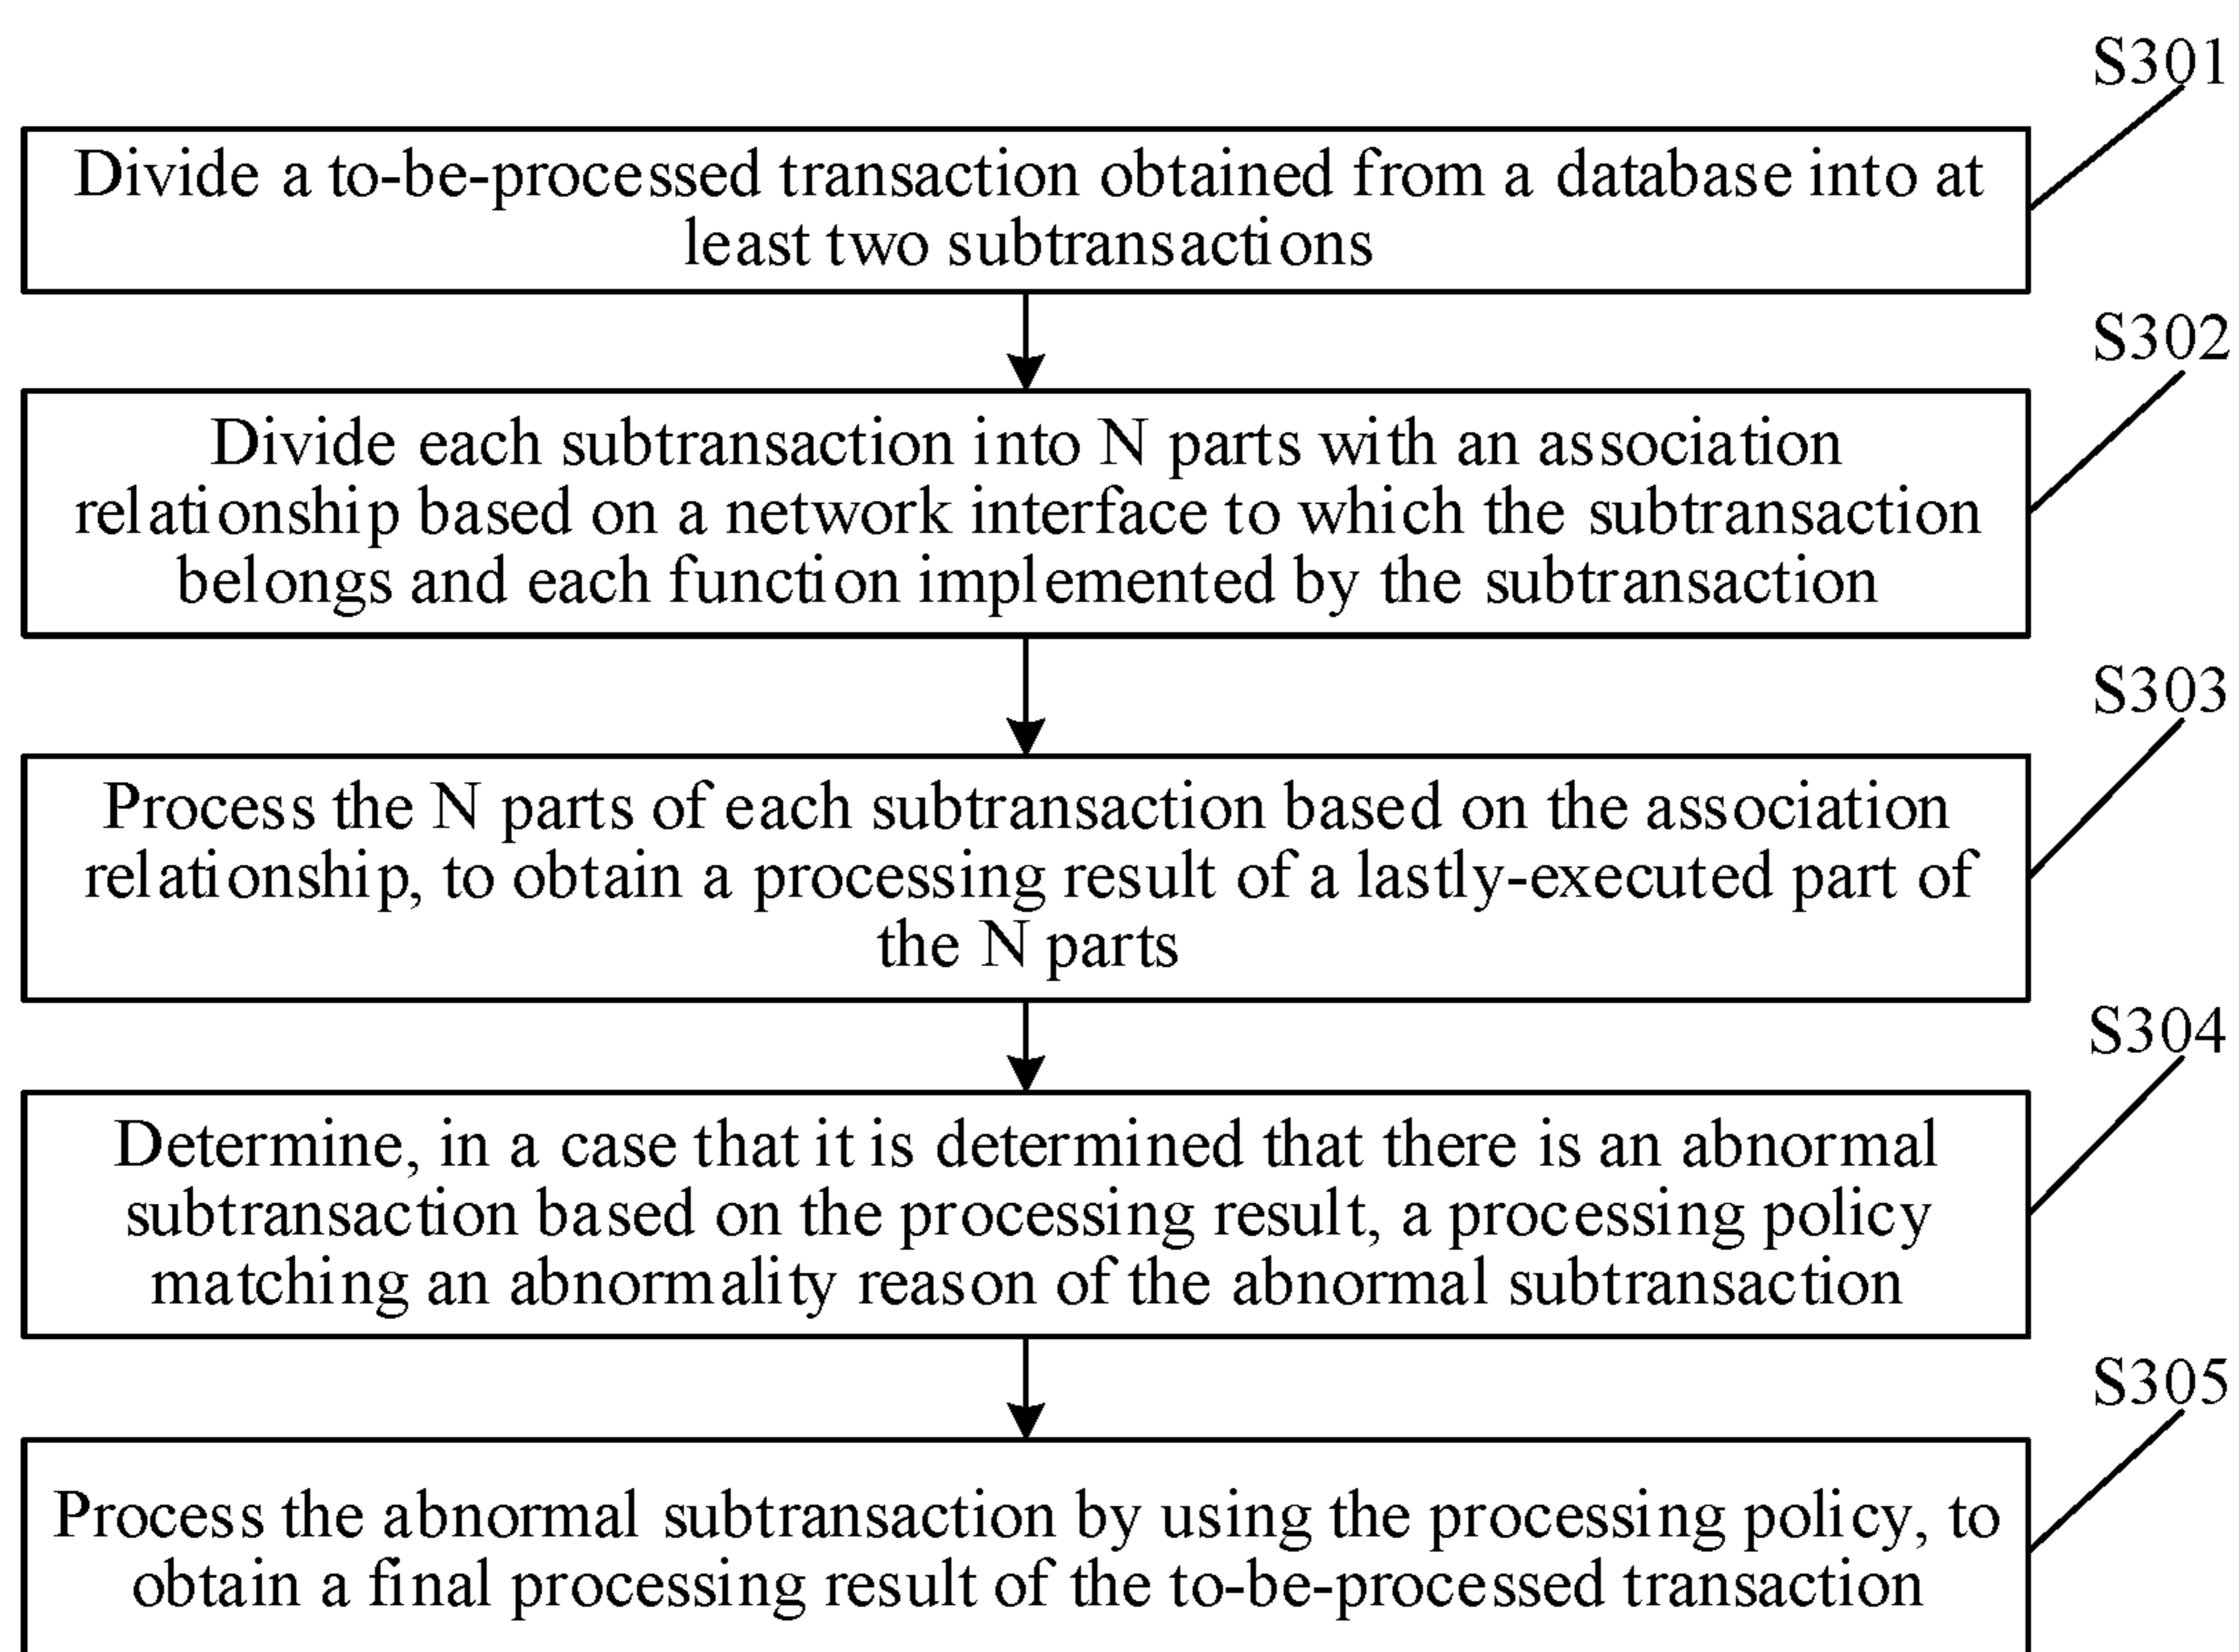 S301
Divide a to-be-processed transaction obtained from a database into at
least two subtransactions
S302
Divide each subtransaction into N parts with an association
relationship based on a network interface to which the subtransaction
belongs and each function implemented by the subtransaction
S303
Process the N parts of each subtransaction based on the association
relationship, to obtain a processing result of a lastly-executed part of
the N parts
S304
Determine, in a case that it is determined that there is an abnormal
subtransaction based on the processing result, a processing policy
matching an abnormality reason of the abnormal subtransaction
S305
Process the abnormal subtransaction by using the processing policy, to
obtain a final processing result of the to-be-processed transaction